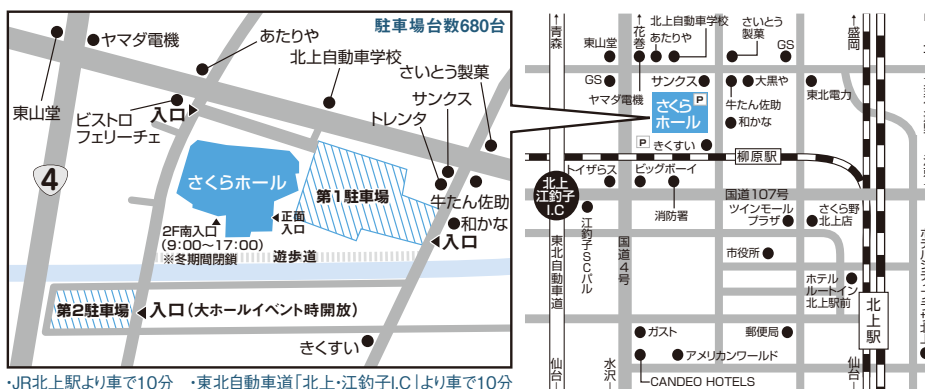 駐車場台数680台
ヤマダ電機
東山堂
あたりや
北上自動車学校
さいとう製菓
サンクス
トレンタ
ビストロ
フェリーチェ
入口
4
さくらホール
第1駐車場
牛たん佐助
和かな
入口
正面
入口
2F南入口
(9:00〜17:00)
※冬期間閉鎖
遊歩道
第2駐車場
入口(大ホールイベント時開放)
きくすい
・JR北上駅より車で10分 ・東北自動車道「北上・江釣子I.C」より車で10分
←青森
←花巻
←盛岡
東山堂
あたりや
北上自動車学校
さいとう
製菓
GS
GS
ヤマダ電機
サンクス
大黒や
東北電力
牛たん佐助
和かな
さくら
ホール
P
P
きくすい
柳原駅
北上
江釣子
I.C
トイザらス
ビッグボーイ
消防署
国道107号
ツインモール
プラザ
さくら野
北上店
江釣子SCパル
国道4号
東北自動車道
市役所
ホテル
ルートイン
北上駅前
北上駅
ガスト
アメリカンワールド
郵便局
CANDEO HOTELS
仙台
水沢
仙台